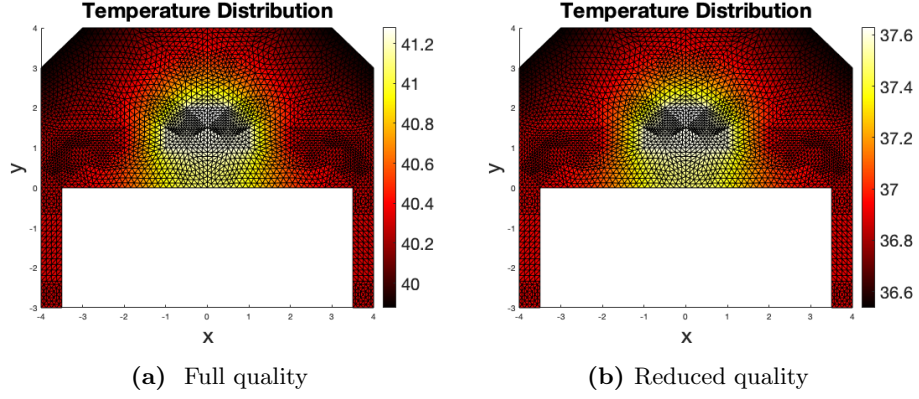 Temperature Distribution
4
3
2
1
0
-1
-2
-3
y
-4 -3 -2 -1 0 1 2 3 4
x
41.2
41
40.8
40.6
40.4
40.2
40
(a) Full quality
Temperature Distribution
4
3
2
1
0
-1
-2
-3
y
-4 -3 -2 -1 0 1 2 3 4
x
37.6
37.4
37.2
37
36.8
36.6
(b) Reduced quality